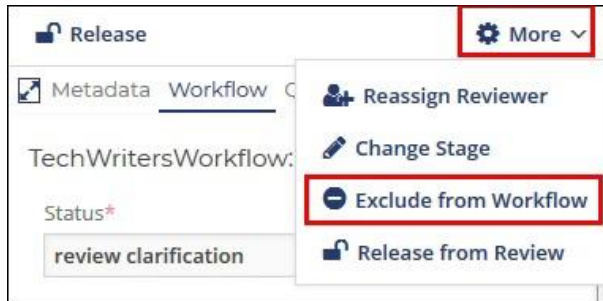 Release
More
Metadata Workflow
Reassign Reviewer
Change Stage
TechWritersWorkflow:
Exclude from Workflow
Status*
Release from Review
review clarification